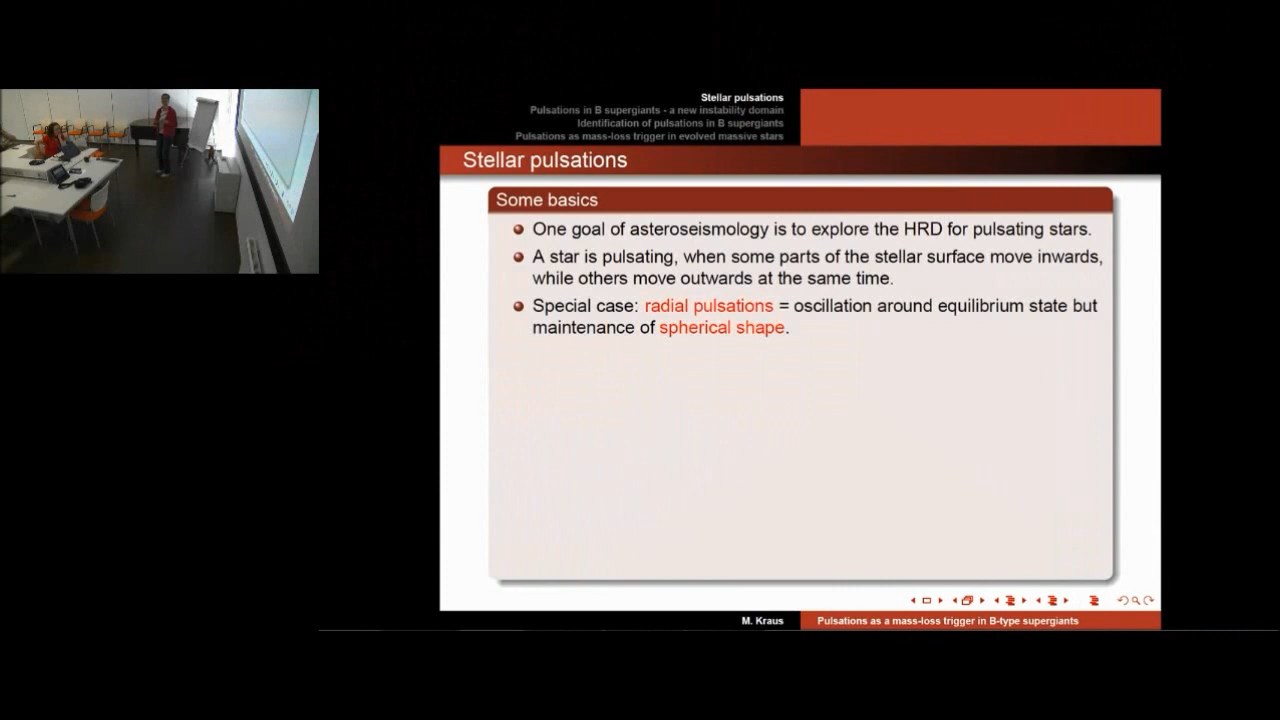 Stellar pulsations
Pulsations in B supergiants - a new instability domain
Identification of pulsations in B supergiants
Pulsations as mass-loss trigger in evolved massive stars
Stellar pulsations
Some basics
One goal of asteroseismology is to explore the HRD for pulsating stars.
A star is pulsating, when some parts of the stellar surface move inwards,
while others move outwards at the same time.
Special case: radial pulsations = oscillation around equilibrium state but
maintenance of spherical shape.
M. Kraus
Pulsations as a mass-loss trigger in B-type supergiants